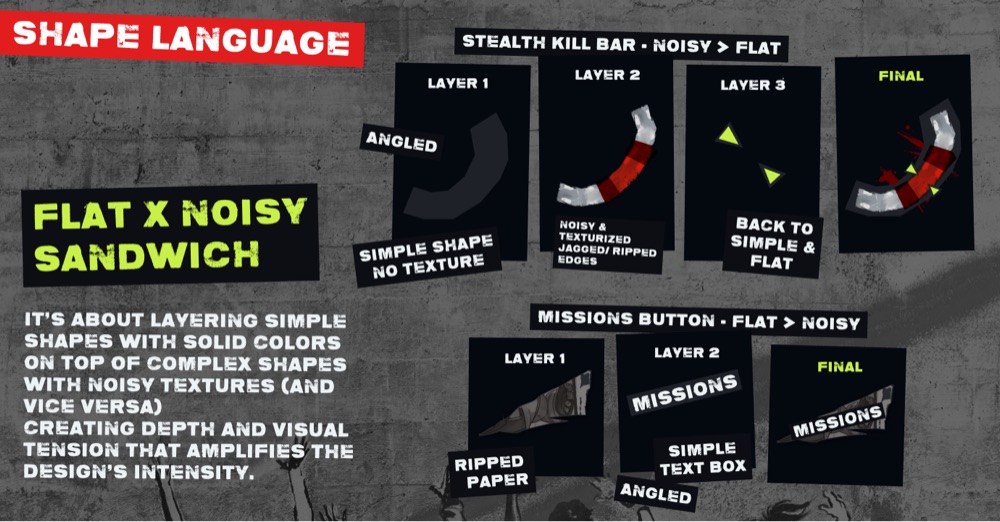 SHAPE LANGUAGE
FLAT X NOISY
SANDWICH
IT'S ABOUT LAYERING SIMPLE
SHAPES WITH SOLID COLORS
ON TOP OF COMPLEX SHAPES
WITH NOISY TEXTURES (AND
VICE VERSA)
CREATING DEPTH AND VISUAL
TENSION THAT AMPLIFIES THE
DESIGN'S INTENSITY.
STEALTH KILL BAR - NOISY > FLAT
LAYER 1
ANGLED
SIMPLE SHAPE
NO TEXTURE
LAYER 2
NOISY &
TEXTURIZED
JAGGED/ RIPPED
EDGES
LAYER 3
BACK TO
SIMPLE &
FLAT
FINAL
MISSIONS BUTTON - FLAT > NOISY
LAYER 1
RIPPED
PAPER
LAYER 2
MISSIONS
SIMPLE
TEXT BOX
ANGLED
FINAL
MISSIONS